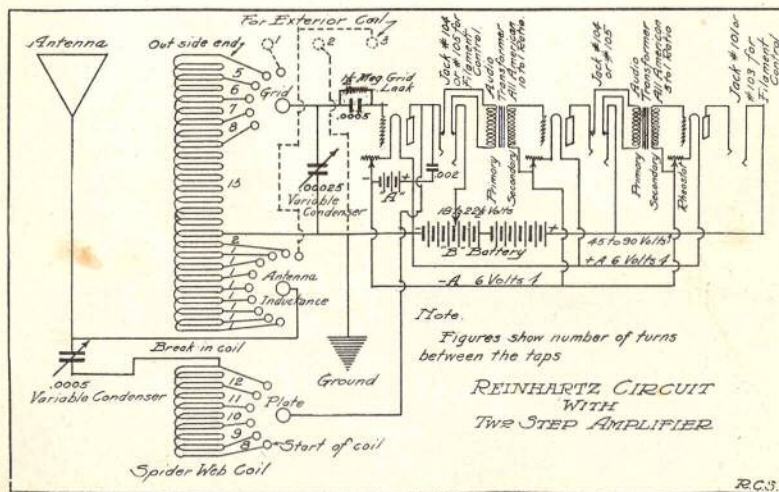 Antenna
Out side end
For Exterior Coil
1
2
3
5
6
7
8
Grid
1½ Meg Grid
Leak
.0005
15
.00025
Variable Condenser
2
1
1
1
1
1
1
1
Antenna
Inductance
Break in coil
.0005
Variable Condenser
12
11
10
9
8
Plate
Start of coil
Spider Web Coil
Ground
Jack #104
or #105 for
Filament
Control.
Audio
Transformer
All American
10 to 1 Ratio.
Primary
Secondary
- "A" +
.002
18 to 22½ Volts
- "B" Battery +
45 to 90 Volts
+A 6 Volts
-A 6 Volts
Jack #104
or #105.
Audio
Transformer
All American
3 to 1 Ratio
Primary
Secondary
Rheostat
Jack #101 or
#103 for
Filament
Control
Note.
Figures show number of turns
between the taps
REINHARTZ CIRCUIT
WITH
TWO STEP AMPLIFIER
R.C.S.